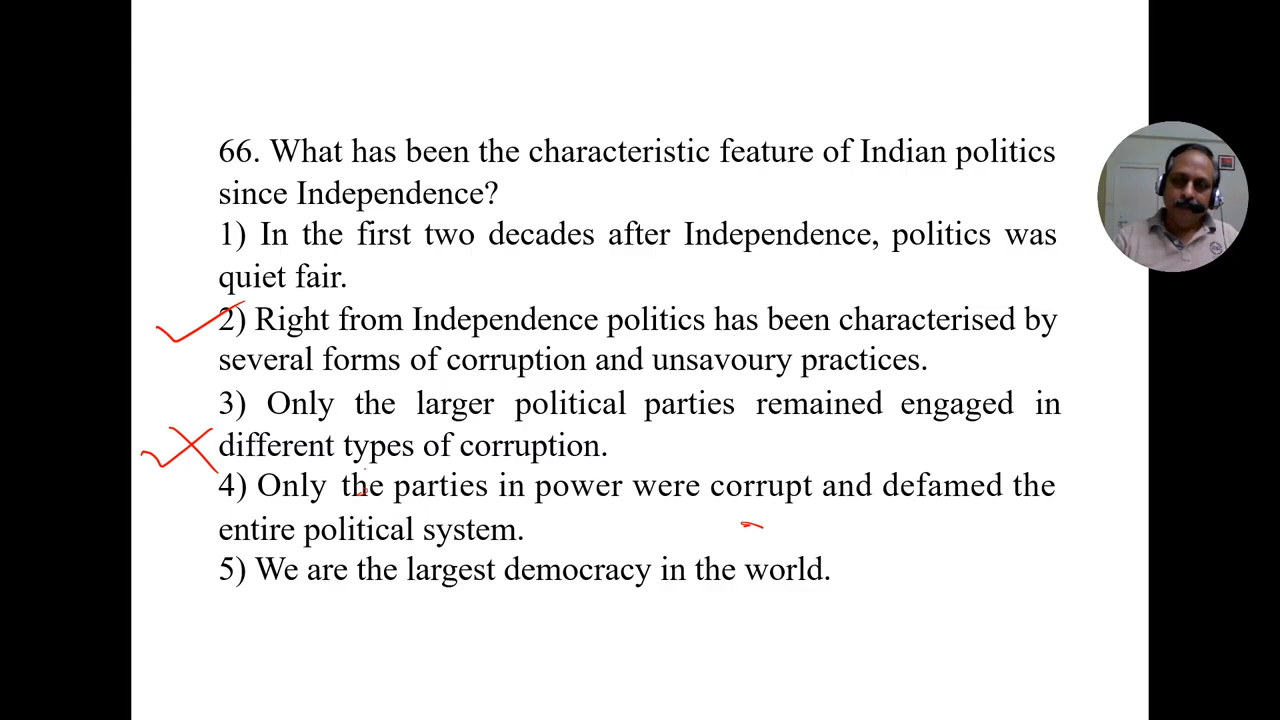 66. What has been the characteristic feature of Indian politics
since Independence?
1) In the first two decades after Independence, politics was
quiet fair.
2) Right from Independence politics has been characterised by
several forms of corruption and unsavoury practices.
3) Only the larger political parties remained engaged in
different types of corruption.
4) Only the parties in power were corrupt and defamed the
entire political system.
5) We are the largest democracy in the world.